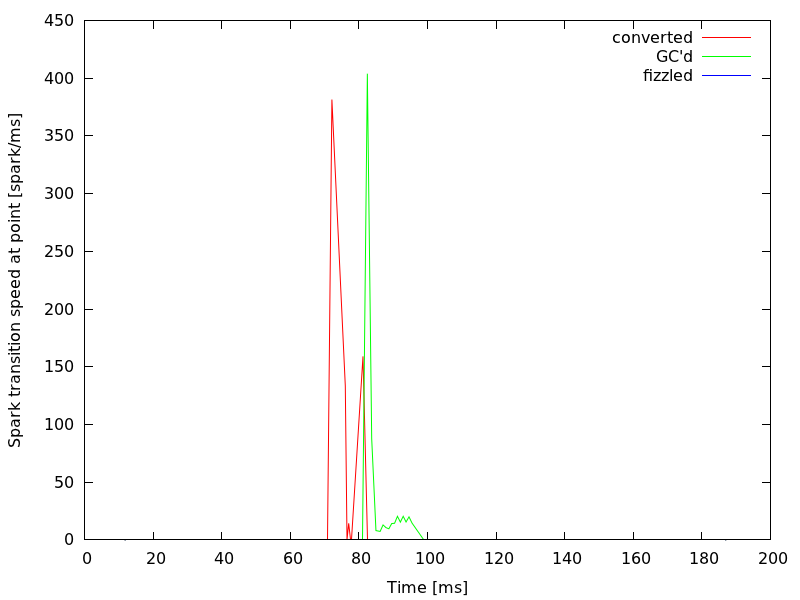 450
400
350
300
250
200
150
100
50
0
Spark transition speed at point [spark/ms]
converted
GC'd
fizzled
0 20 40 60 80 100 120 140 160 180 200
Time [ms]